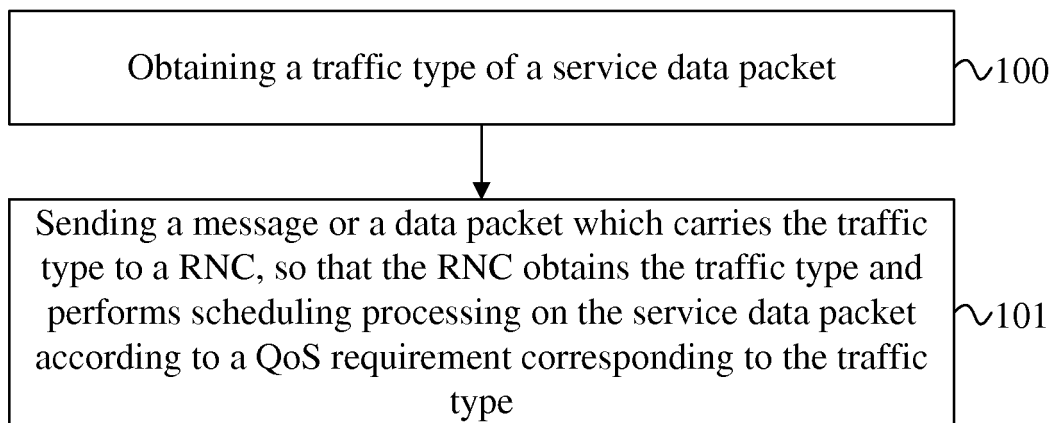 Obtaining a traffic type of a service data packet
100
Sending a message or a data packet which carries the traffic
type to a RNC, so that the RNC obtains the traffic type and
performs scheduling processing on the service data packet
101
according to a QoS requirement corresponding to the traffic
type